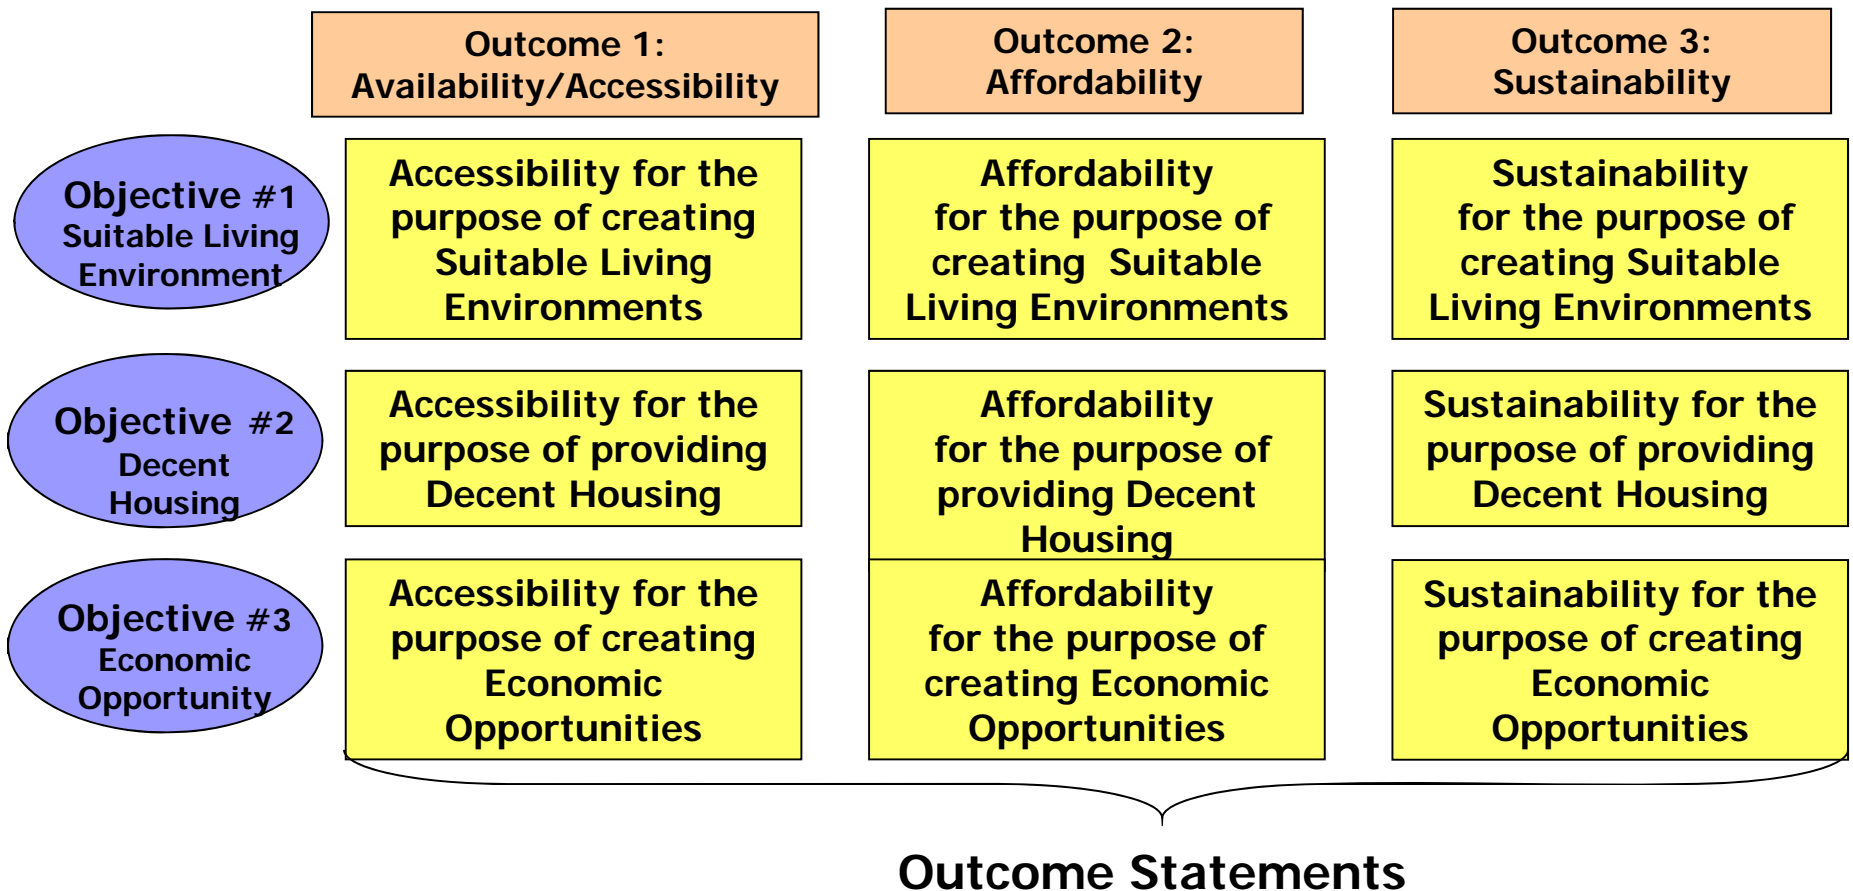 Outcome 1:
Availability/Accessibility
Outcome 2:
Affordability
Outcome 3:
Sustainability
Objective #1
Suitable Living
Environment
Accessibility for the
purpose of creating
Suitable Living
Environments
Affordability
for the purpose of
creating  Suitable
Living Environments
Sustainability
for the purpose of
creating Suitable
Living Environments
Objective #2
Decent
Housing
Accessibility for the
purpose of providing
Decent Housing
Affordability
for the purpose of
providing Decent
Housing
Sustainability for the
purpose of providing
Decent Housing
Objective #3
Economic
Opportunity
Accessibility for the
purpose of creating
Economic
Opportunities
Affordability
for the purpose of
creating Economic
Opportunities
Sustainability for the
purpose of creating
Economic
Opportunities
Outcome Statements